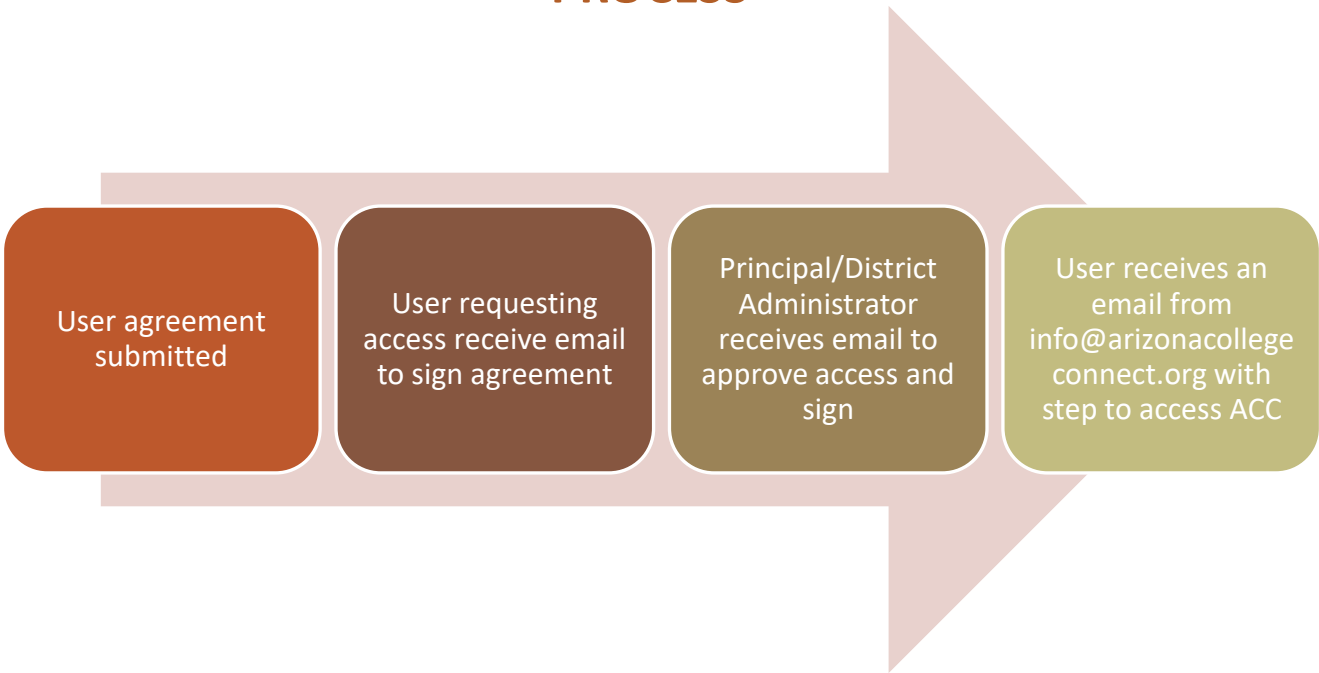 PROCESS
User agreement
submitted
User requesting
access receive email
to sign agreement
Principal/District
Administrator
receives email to
approve access and
sign
User receives an
email from
info@arizonacollege
connect.org with
step to access ACC